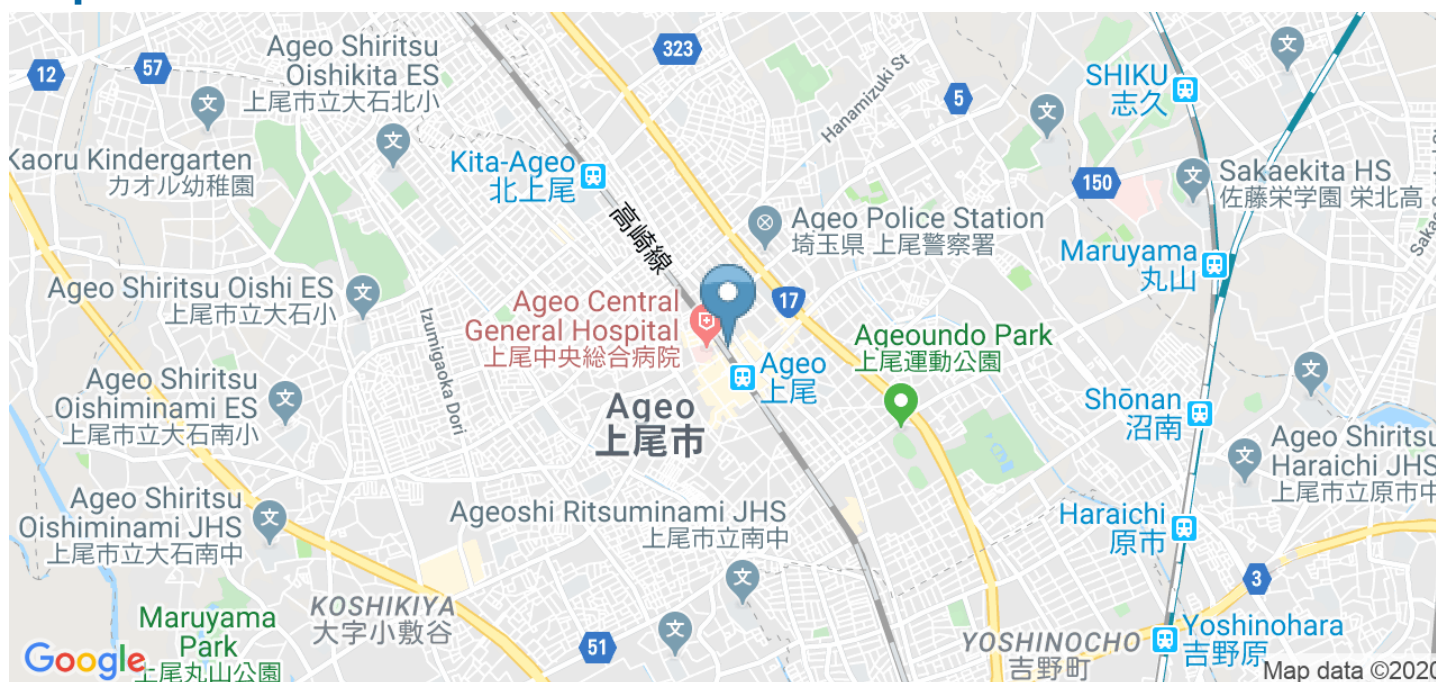 12
57
Ageo Shiritsu
Oishikita ES
上尾市立大石北小
323
5
Hanamizuki St
SHIKU
志久
Kaoru Kindergarten
カオル幼稚園
Kita-Ageo
北上尾
150
Sakaekita HS
佐藤栄学園 栄北高
高崎線
Ageo Police Station
埼玉県 上尾警察署
Maruyama
丸山
Ageo Shiritsu Oishi ES
上尾市立大石小
Izumigaoka Dori
Ageo Central
General Hospital
上尾中央総合病院
17
Ageoundo Park
上尾運動公園
Ageo
上尾
Ageo Shiritsu
Oishiminami ES
上尾市立大石南小
Ageo
上尾市
Shōnan
沼南
Ageo Shiritsu
Haraichi JHS
上尾市立原市中
Ageo Shiritsu
Oishiminami JHS
上尾市立大石南中
Ageoshi Ritsuminami JHS
上尾市立南中
Haraichi
原市
3
KOSHIKIYA
大字小敷谷
Maruyama
Park
上尾丸山公園
51
YOSHINOCHO
吉野町
Yoshinohara
吉野原
Google
Map data ©2020